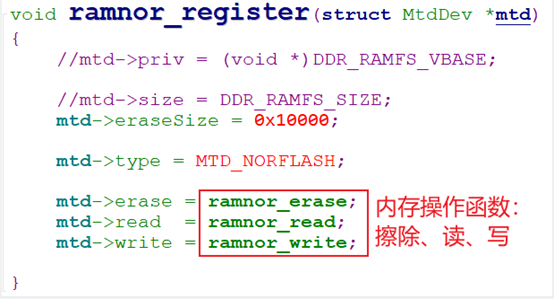 void ramnor_register(struct MtdDev *mtd)
{
//mtd->priv = (void *)DDR_RAMFS_VBASE;
//mtd->size = DDR_RAMFS_SIZE;
mtd->eraseSize = 0x10000;
mtd->type = MTD_NORFLASH;
mtd->erase = ramnor_erase;
mtd->read = ramnor_read;
mtd->write = ramnor_write;
内存操作函数:
擦除、读、写
}